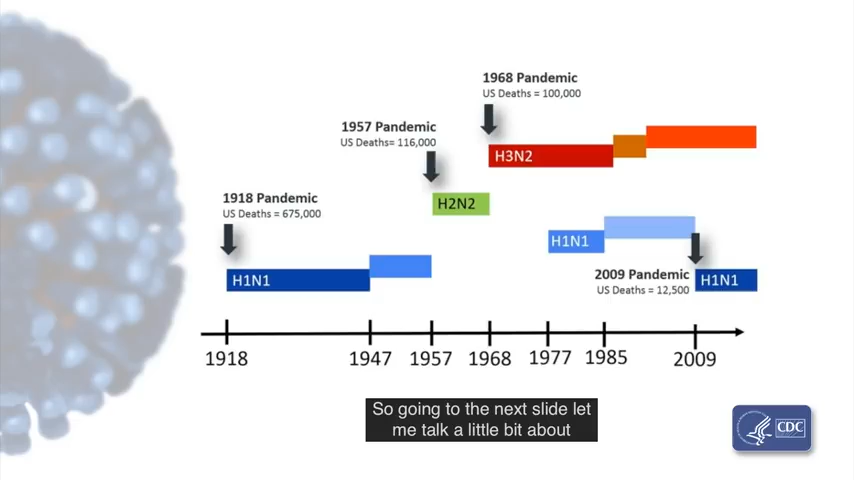 1968 Pandemic
US Deaths = 100,000
1957 Pandemic
US Deaths= 116,000
H3N2
1918 Pandemic
US Deaths = 675,000
H2N2
H1N1
2009 Pandemic
US Deaths = 12,500
H1N1
H1N1
1918 1947 1957 1968 1977 1985 2009
So going to the next slide let
me talk a little bit about
CDC